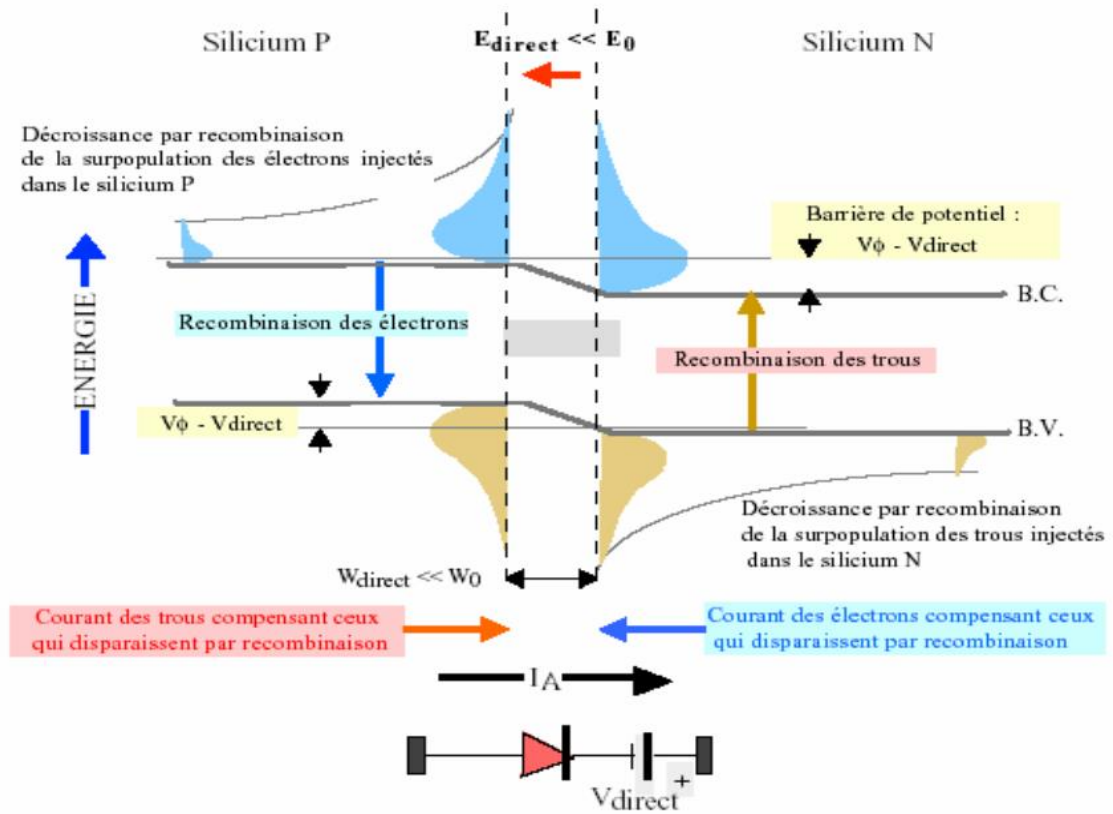 Silicium P
Edirect << E0
Silicium N
Décroissance par recombinaison
de la surpopulation des électrons injectés
dans le silicium P
Barrière de potentiel :
Vϕ - Vdirect
B.C.
Recombinaison des électrons
Recombinaison des trous
ENERGIE
Vϕ - Vdirect
B.V.
Décroissance par recombinaison
de la surpopulation des trous injectés
dans le silicium N
Wdirect << W0
Courant des trous compensant ceux
qui disparaissent par recombinaison
Courant des électrons compensant ceux
qui disparaissent par recombinaison
IA
+
Vdirect